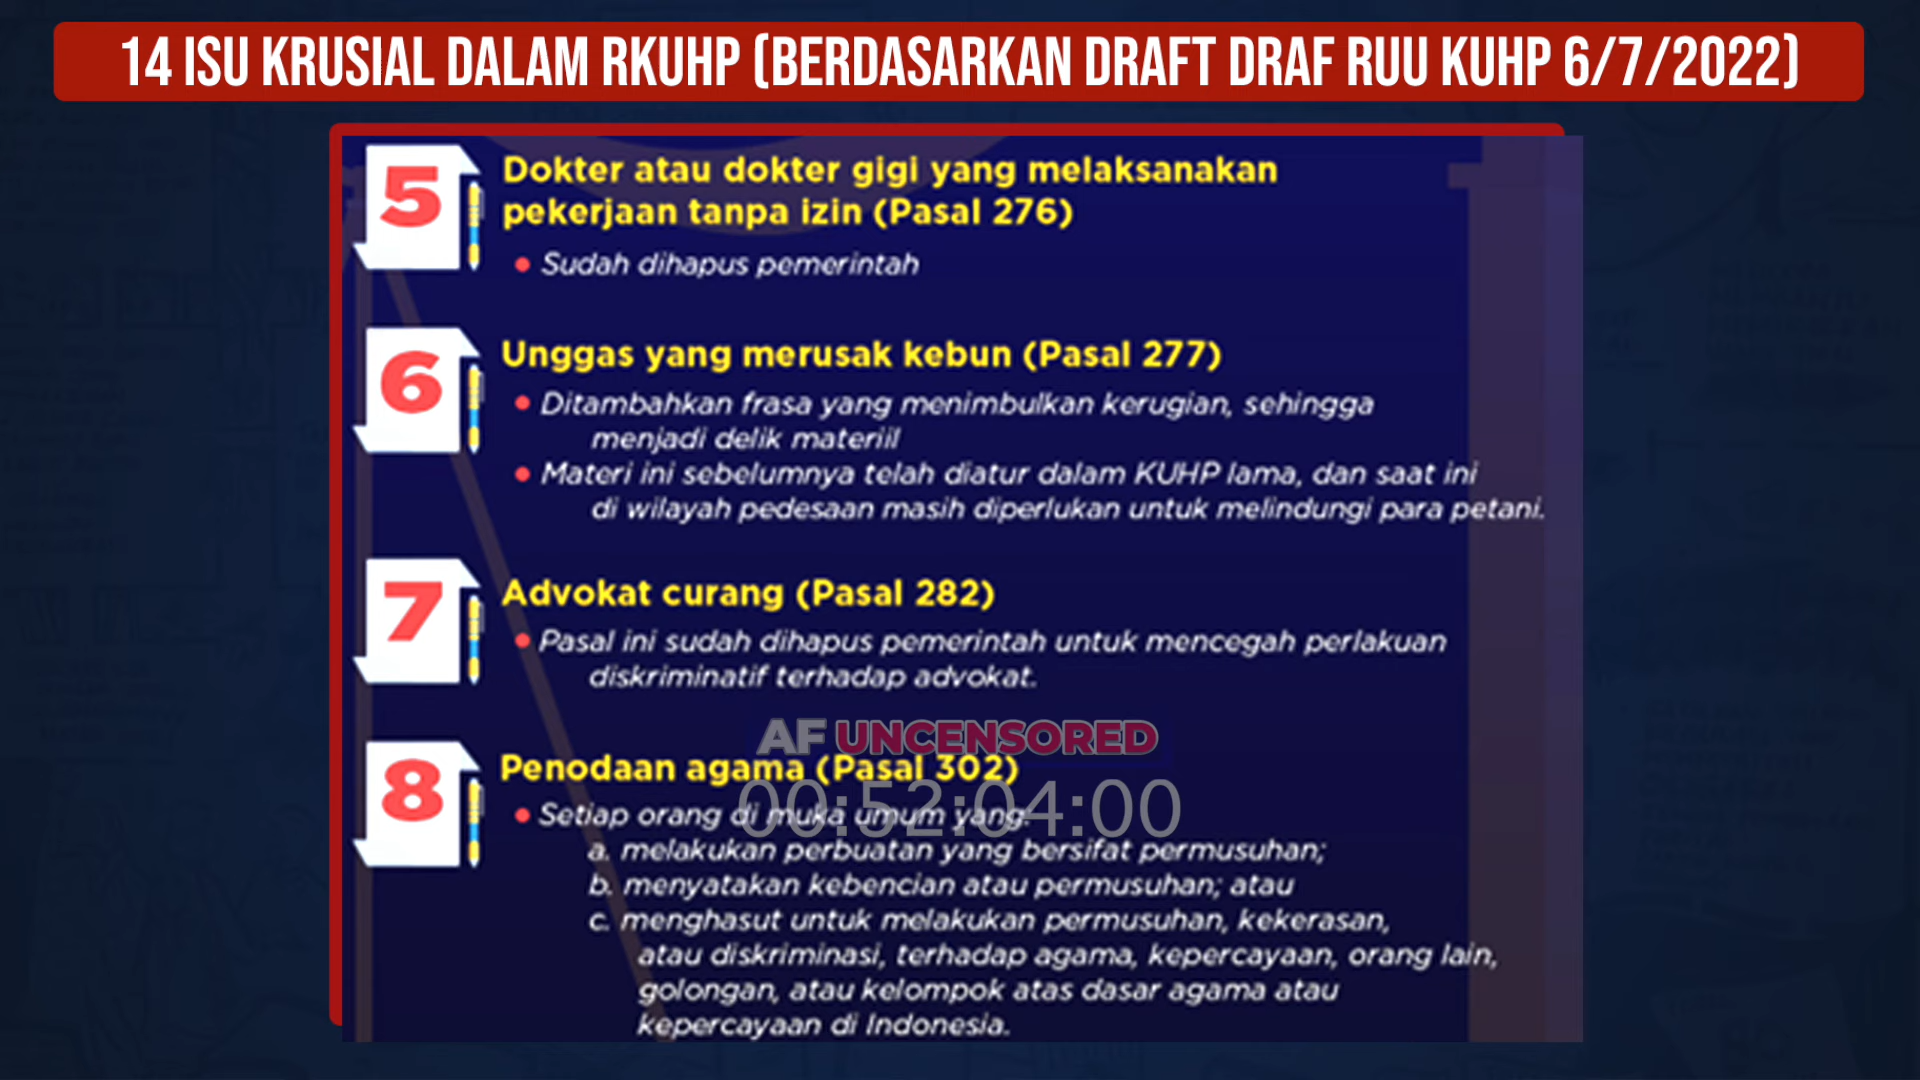 14 ISU KRUSIAL DALAM RKUHP (BERDASARKAN DRAFT DRAF RUU KUHP 6/7/2022)
5
Dokter atau dokter gigi yang melaksanakan
pekerjaan tanpa izin (Pasal 276)
• Sudah dihapus pemerintah
6
Unggas yang merusak kebun (Pasal 277)
• Ditambahkan frasa yang menimbulkan kerugian, sehingga
menjadi delik materiil
• Materi ini sebelumnya telah diatur dalam KUHP lama, dan saat ini
di wilayah pedesaan masih diperlukan untuk melindungi para petani.
7
Advokat curang (Pasal 282)
• Pasal ini sudah dihapus pemerintah untuk mencegah perlakuan
diskriminatif terhadap advokat.
AF UNCENSORED
8
Penodaan agama (Pasal 302)
00:52:04:00
• Setiap orang di muka umum yang:
a. melakukan perbuatan yang bersifat permusuhan;
b. menyatakan kebencian atau permusuhan; atau
c. menghasut untuk melakukan permusuhan, kekerasan,
atau diskriminasi, terhadap agama, kepercayaan, orang lain,
golongan, atau kelompok atas dasar agama atau
kepercayaan di Indonesia.